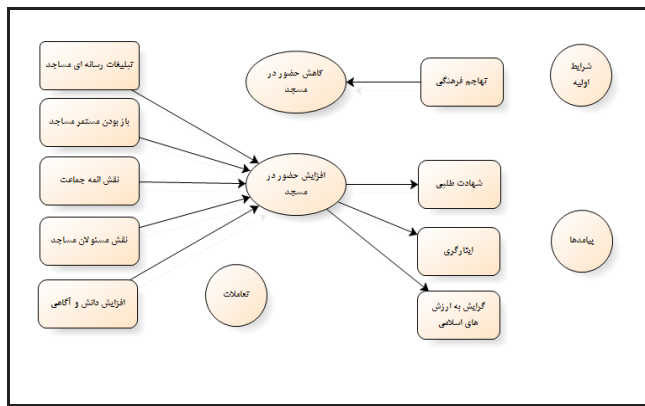 شرایط
اولیه
تهاجم فرهنگی
کاهش حضور در
مسجد
تبلیغات رسانه ای مساجد
باز بودن مستمر مساجد
نقش ائمه جماعت
افزایش حضور در
مسجد
شهادت طلبی
نقش مسئولان مساجد
ایثارگری
پیامدها
افزایش دانش و آگاهی
تعاملات
گرایش به ارزش
های اسلامی